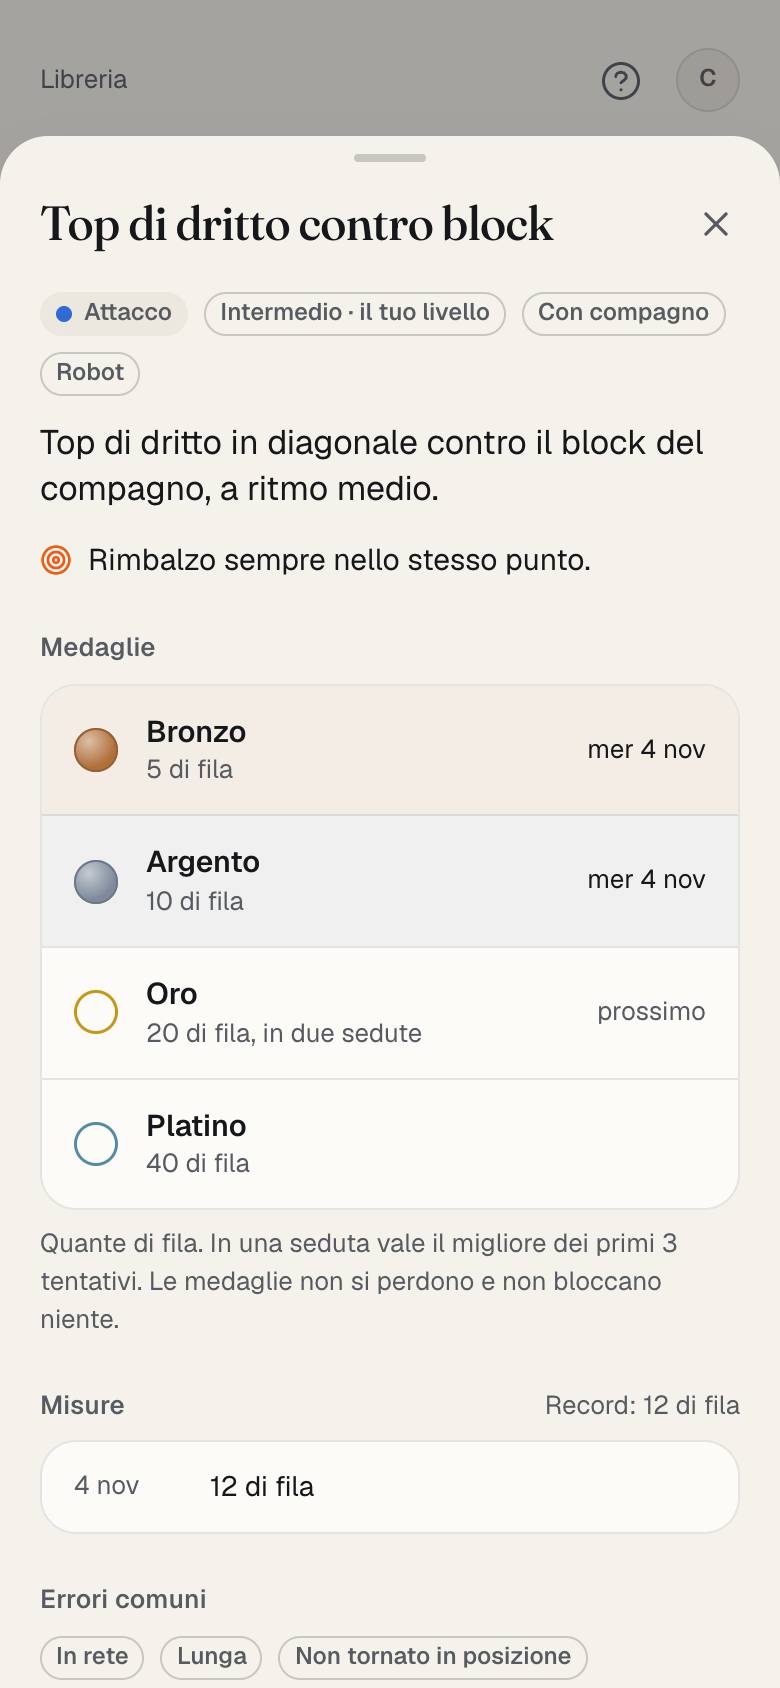 Libreria
C
Top di dritto contro block
Attacco
Intermedio · il tuo livello
Con compagno
Robot
Top di dritto in diagonale contro il block del
compagno, a ritmo medio.
Rimbalzo sempre nello stesso punto.
Medaglie
Bronzo
5 di fila
mer 4 nov
Argento
10 di fila
mer 4 nov
Oro
20 di fila, in due sedute
prossimo
Platino
40 di fila
Quante di fila. In una seduta vale il migliore dei primi 3
tentativi. Le medaglie non si perdono e non bloccano
niente.
Misure
Record: 12 di fila
4 nov
12 di fila
Errori comuni
In rete
Lunga
Non tornato in posizione